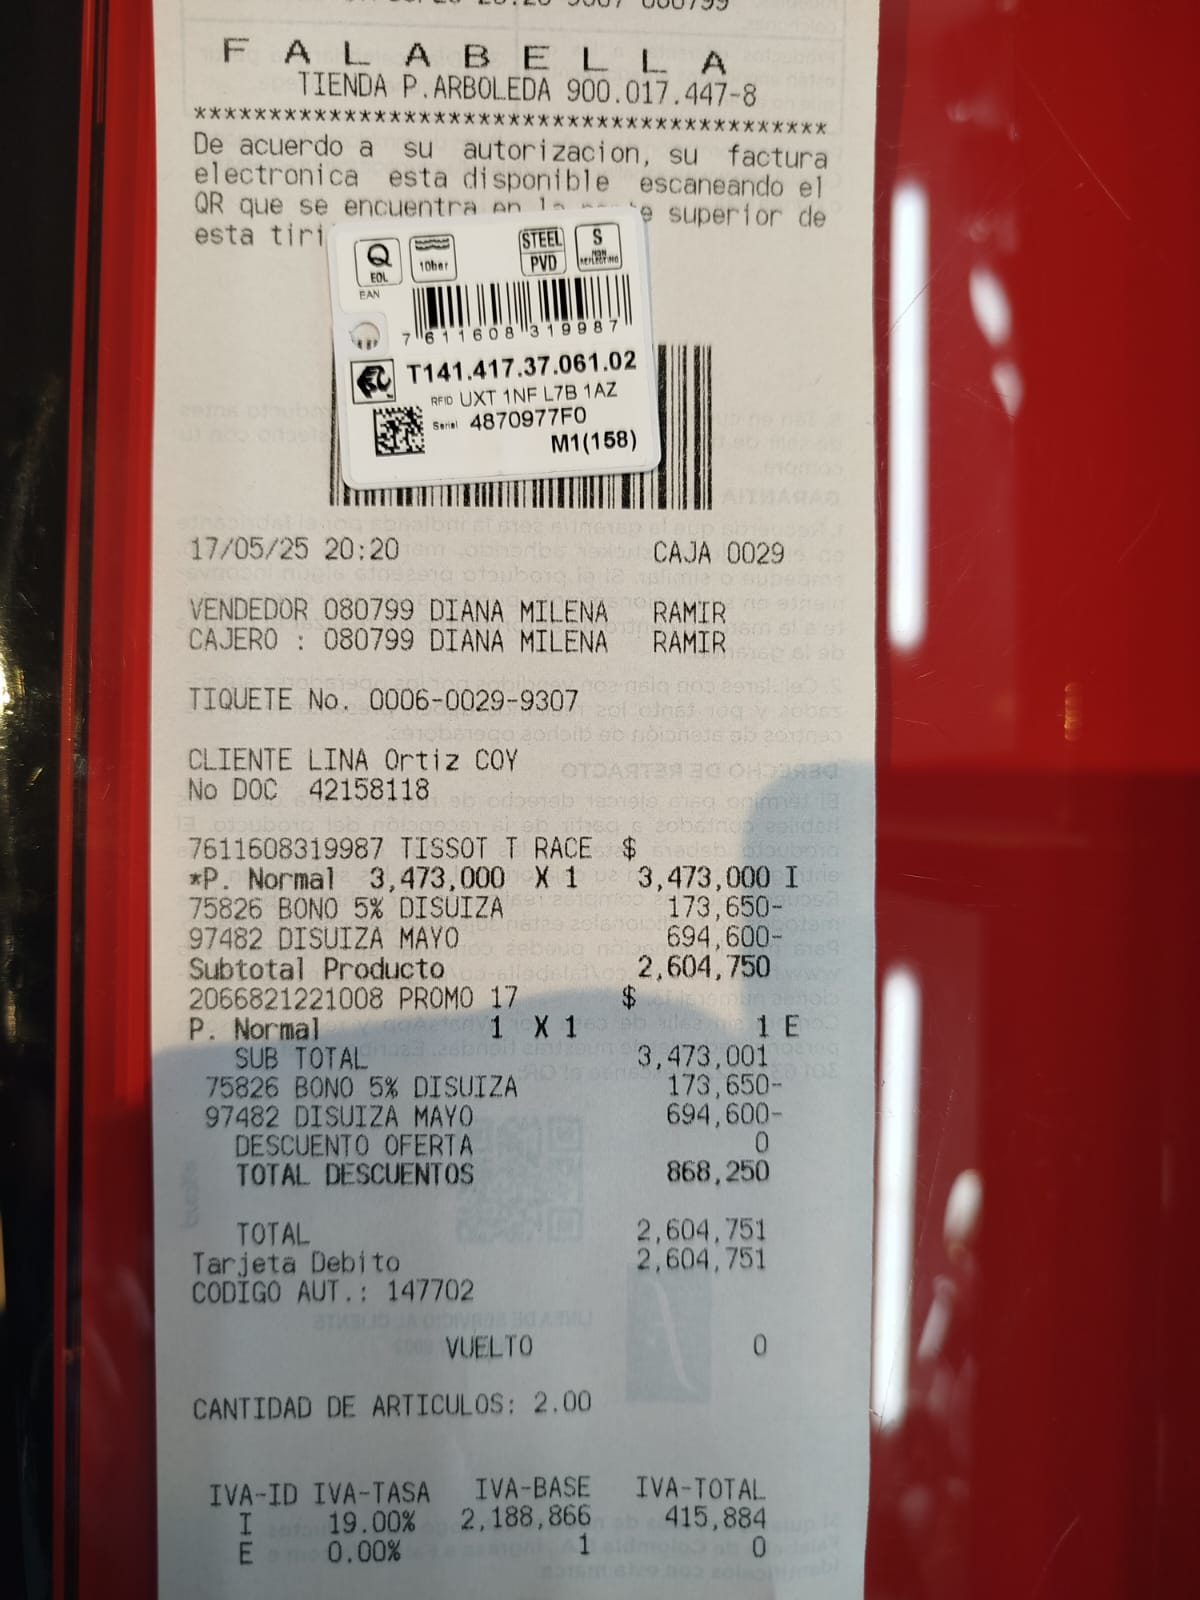 F A L A B E L L A
TIENDA P.ARBOLEDA 900.017.447-8
*******************************************
De acuerdo a su autorizacion, su factura
electronica esta disponible escaneando el
QR que se encuentra en superior de
esta
Q
EOL
10bar
STEEL
PVD
S
NON
REFLECTING
EAN
7 611608 319987
T141.417.37.061.02
RFID UXT 1NF L7B 1AZ
Serial 4870977F0
M1(158)
17/05/25 20:20 CAJA 0029
VENDEDOR 080799 DIANA MILENA RAMIR
CAJERO : 080799 DIANA MILENA RAMIR
TIQUETE No. 0006-0029-9307
CLIENTE LINA Ortiz COY
No DOC 42158118
7611608319987 TISSOT T RACE $
*P. Normal 3,473,000 X 1 3,473,000 I
75826 BONO 5% DISUIZA 173,650-
97482 DISUIZA MAYO 694,600-
Subtotal Producto 2,604,750
2066821221008 PROMO 17 $
P. Normal 1 X 1 1 E
SUB TOTAL 3,473,001
75826 BONO 5% DISUIZA 173,650-
97482 DISUIZA MAYO 694,600-
DESCUENTO OFERTA 0
TOTAL DESCUENTOS 868,250
TOTAL 2,604,751
Tarjeta Debito 2,604,751
CODIGO AUT.: 147702
VUELTO 0
CANTIDAD DE ARTICULOS: 2.00
IVA-ID IVA-TASA IVA-BASE IVA-TOTAL
I 19.00% 2,188,866 415,884
E 0.00% 1 0